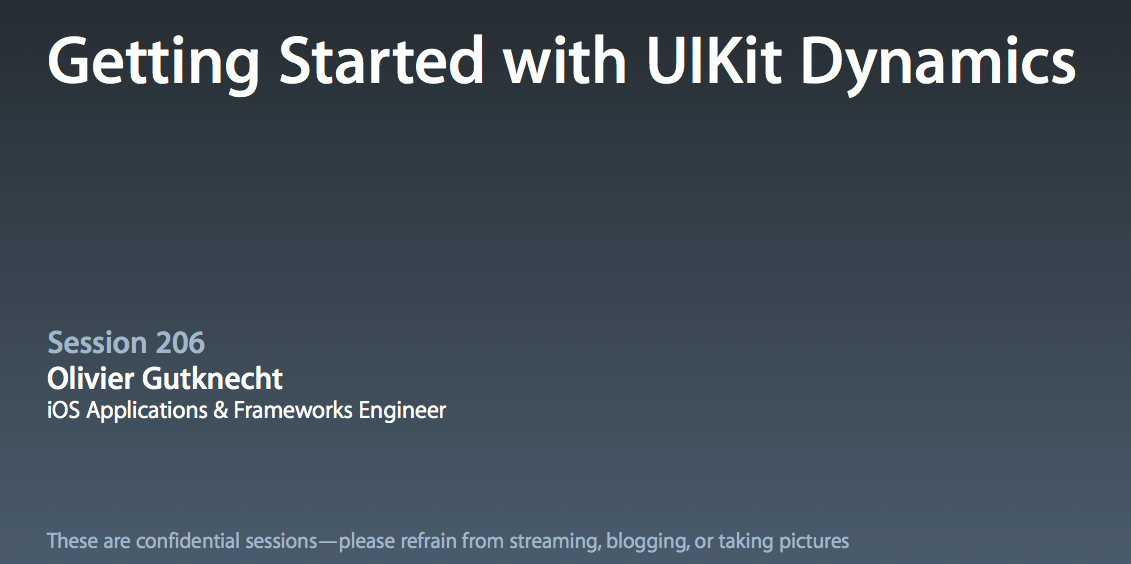 Getting Started with UIKit Dynamics
Session 206
Olivier Gutknecht
iOS Applications & Frameworks Engineer
These are confidential sessions—please refrain from streaming, blogging, or taking pictures